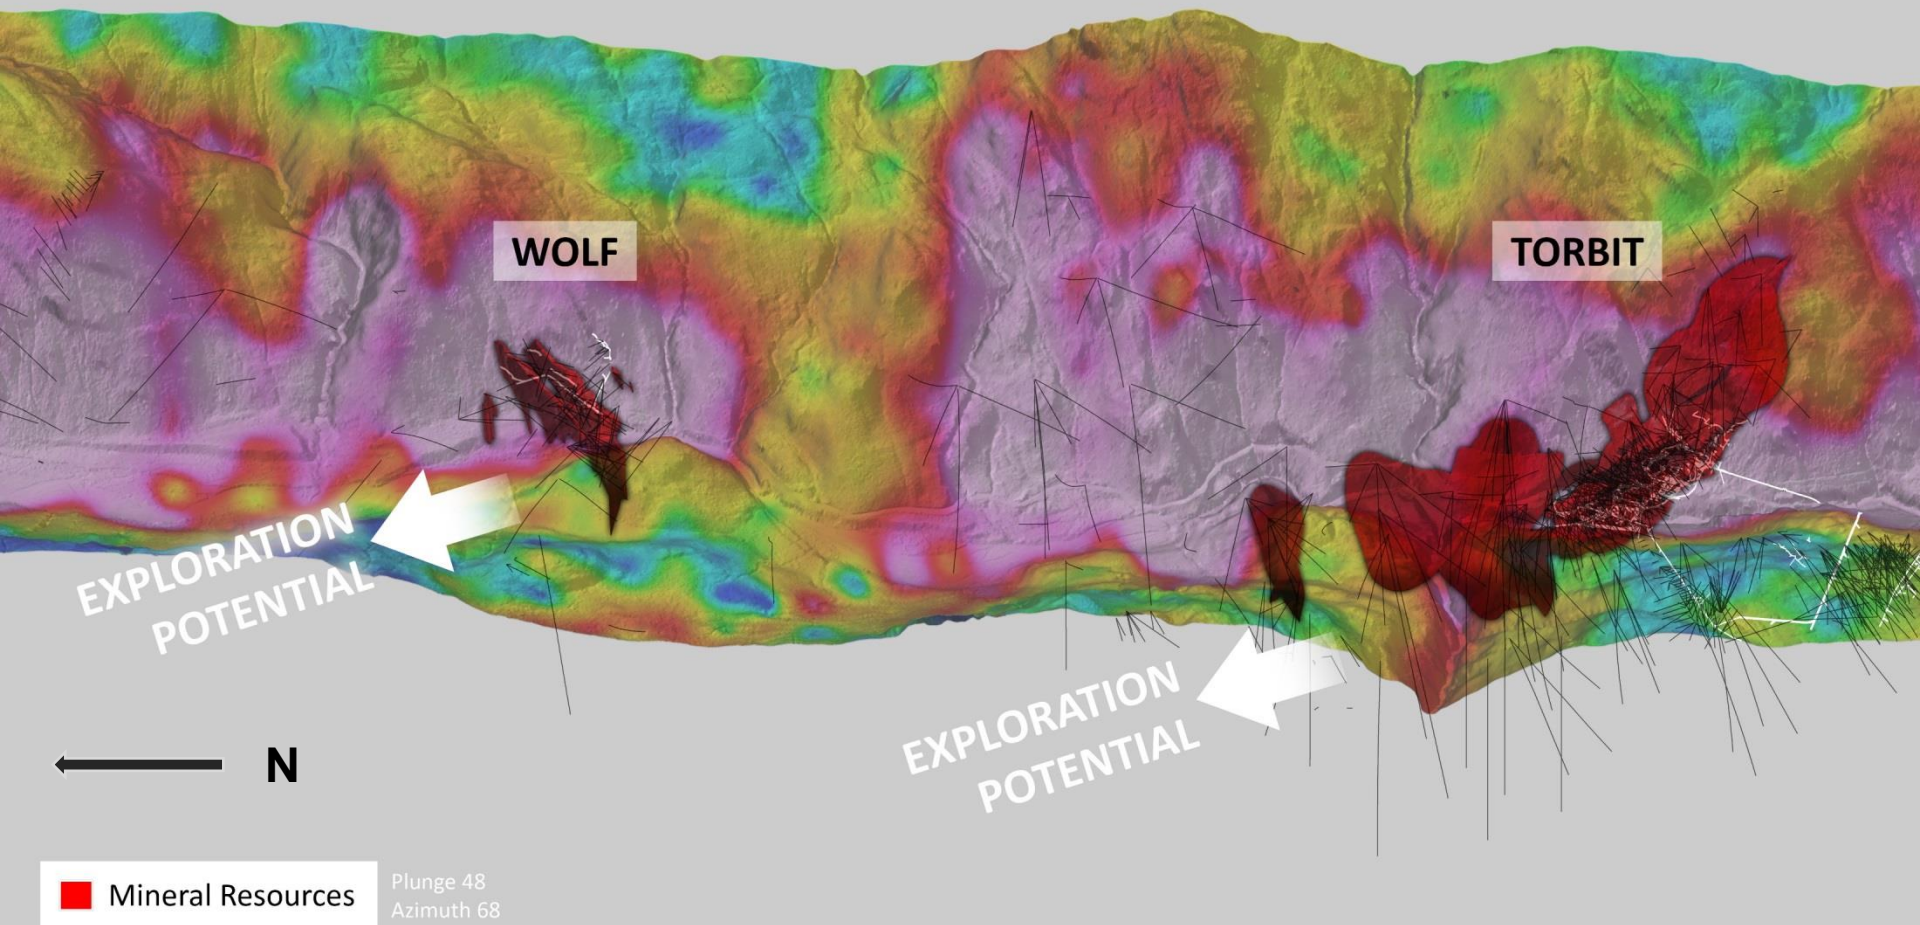 WOLF
TORBIT
EXPLORATION
POTENTIAL
EXPLORATION
POTENTIAL
N
Mineral Resources
Plunge 48
Azimuth 68